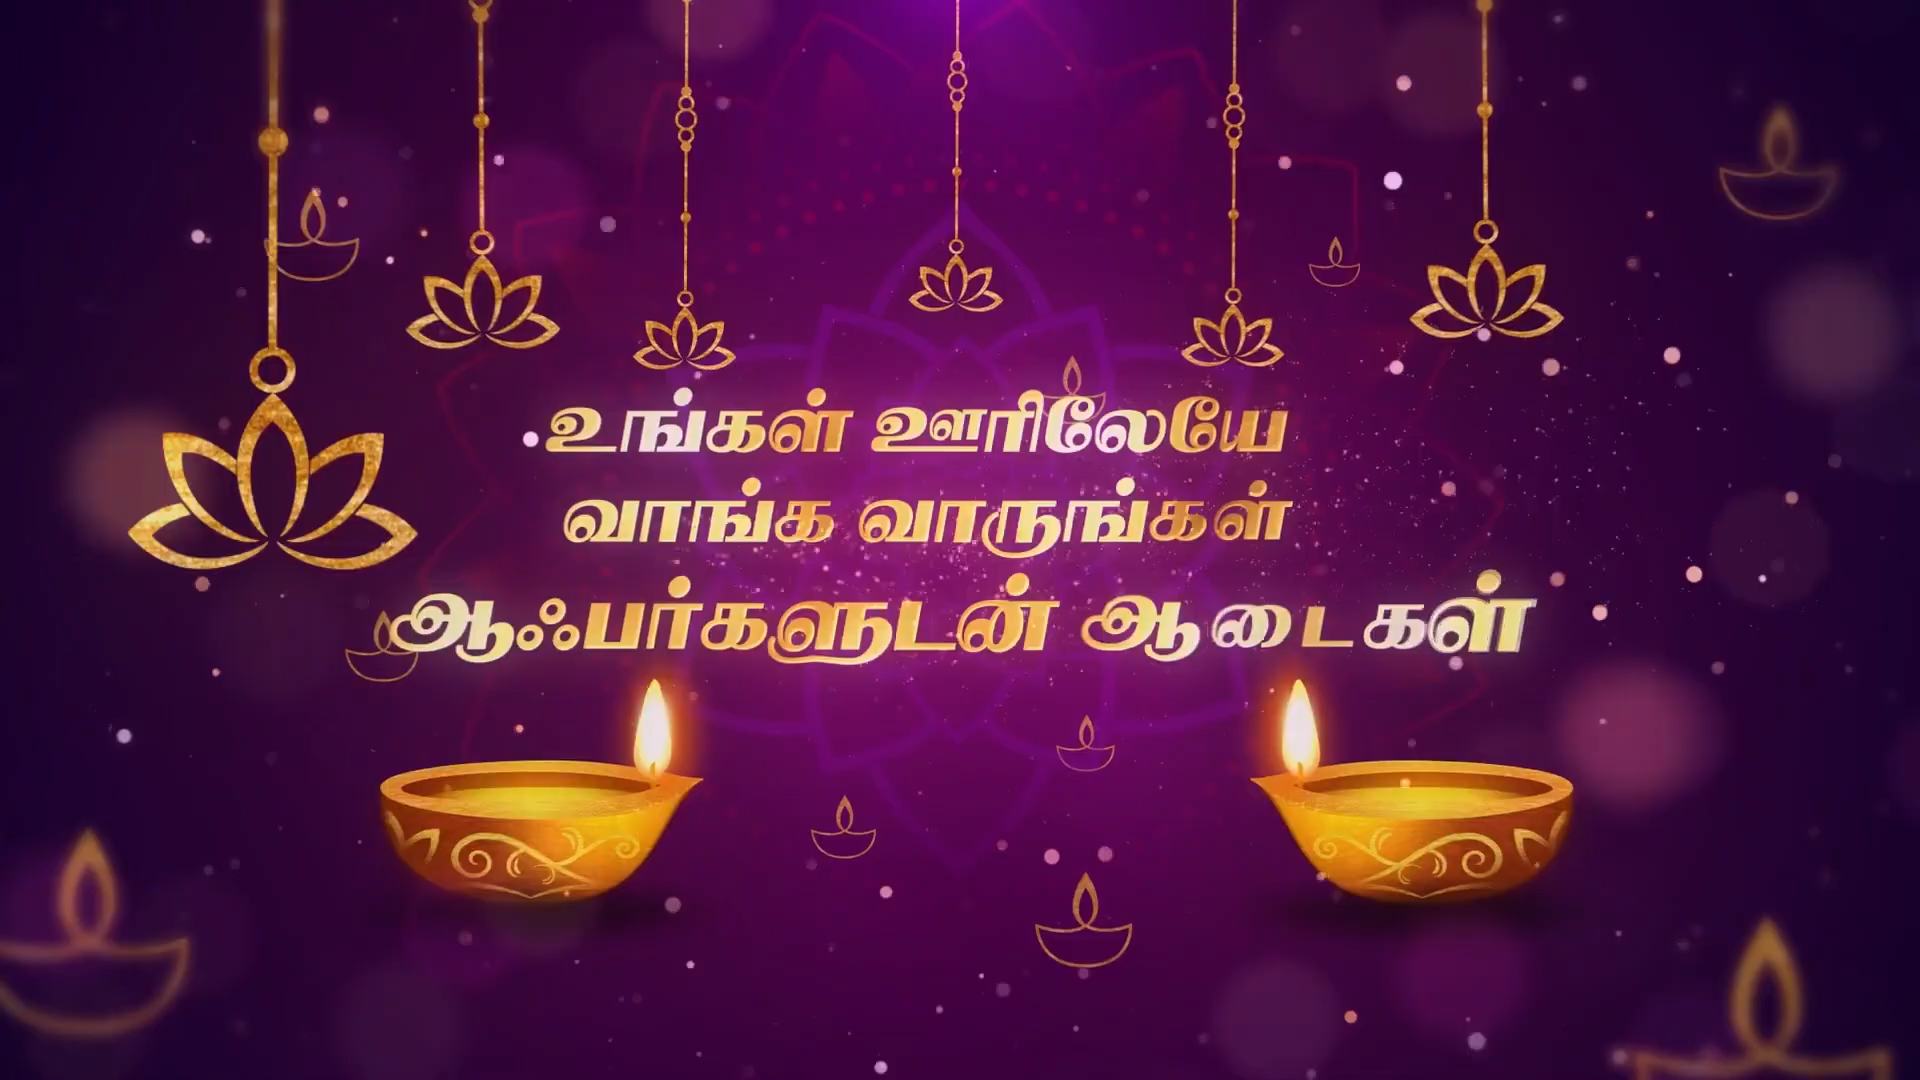 உங்கள் ஊரிலேயே
வாங்க வாருங்கள்
ஆஃபர்களுடன் ஆடைகள்